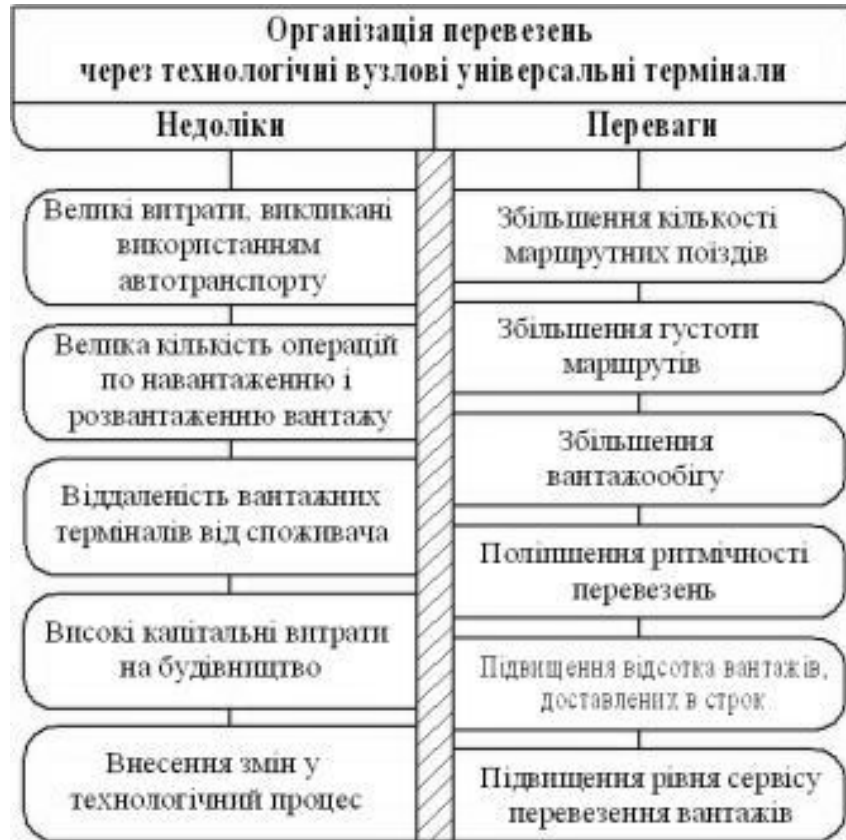 Організація перевезень
через технологічні вузлові універсальні термінали
Недоліки
Переваги
Великі витрати, викликані
використанням
автотранспорту
Велика кількість операцій
по навантаженню і
розвантаженню вантажу
Віддаленість вантажних
терміналів від споживача
Високі капітальні витрати
на будівництво
Внесення змін у
технологічний процес
Збільшення кількості
маршрутних поїздів
Збільшення густоти
маршрутів
Збільшення
вантажообігу
Поліпшення ритмічності
перевезень
Підвищення відсотка вантажів,
доставлених в строк
Підвищення рівня сервісу
перевезення вантажів